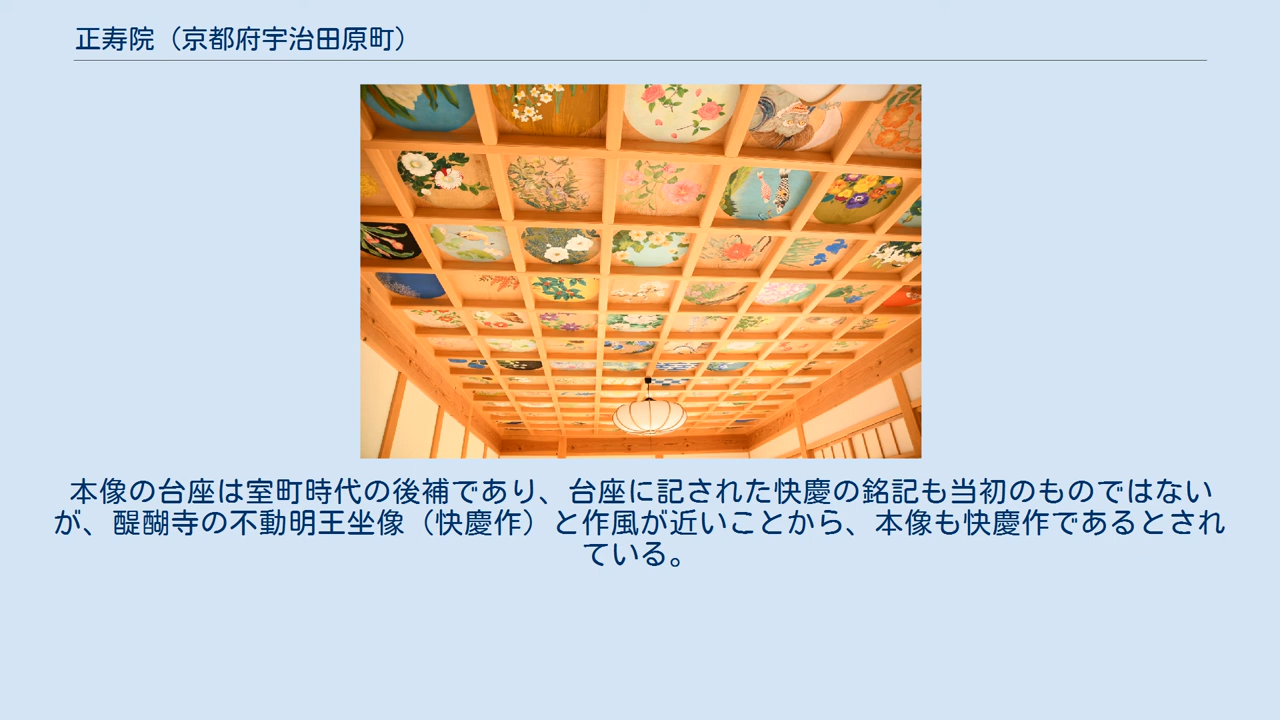 正寿院（京都府宇治田原町）
本像の台座は室町時代の後補であり、台座に記された快慶の銘記も当初のものではない
が、醍醐寺の不動明王坐像（快慶作）と作風が近いことから、本像も快慶作であるとされ
ている。